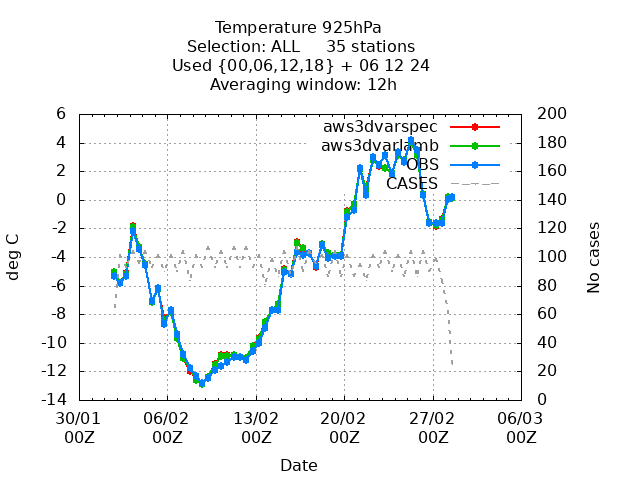 Temperature 925hPa
Selection: ALL 35 stations
Used {00,06,12,18} + 06 12 24
Averaging window: 12h
aws3dvarspec
aws3dvarlamb
OBS
CASES
6
4
2
0
-2
-4
-6
-8
-10
-12
-14
200
180
160
140
120
100
80
60
40
20
0
deg C
No cases
30/01 06/02 13/02 20/02 27/02 06/03
00Z 00Z 00Z 00Z 00Z 00Z
Date